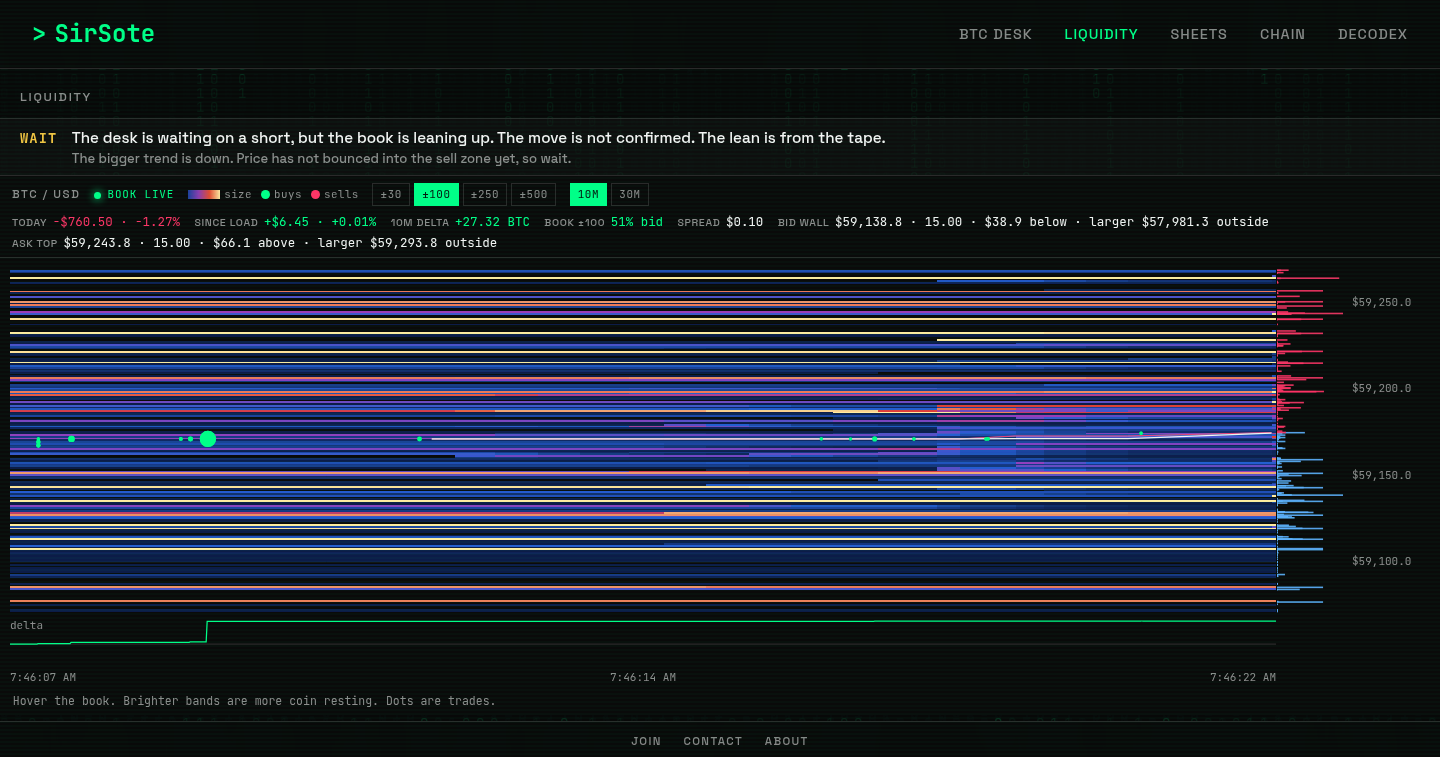 > SirSote
BTC DESK LIQUIDITY SHEETS CHAIN DECODEX
LIQUIDITY
WAIT The desk is waiting on a short, but the book is leaning up. The move is not confirmed. The lean is from the tape.
The bigger trend is down. Price has not bounced into the sell zone yet, so wait.
BTC / USD BOOK LIVE size buys sells ±30 ±100 ±250 ±500 10M 30M
TODAY -$760.50 · -1.27% SINCE LOAD +$6.45 · +0.01% 10M DELTA +27.32 BTC BOOK ±100 51% bid SPREAD $0.10 BID WALL $59,138.8 · 15.00 · $38.9 below · larger $57,981.3 outside
ASK TOP $59,243.8 · 15.00 · $66.1 above · larger $59,293.8 outside
$59,250.0
$59,200.0
$59,150.0
$59,100.0
delta
7:46:07 AM 7:46:14 AM 7:46:22 AM
Hover the book. Brighter bands are more coin resting. Dots are trades.
JOIN CONTACT ABOUT